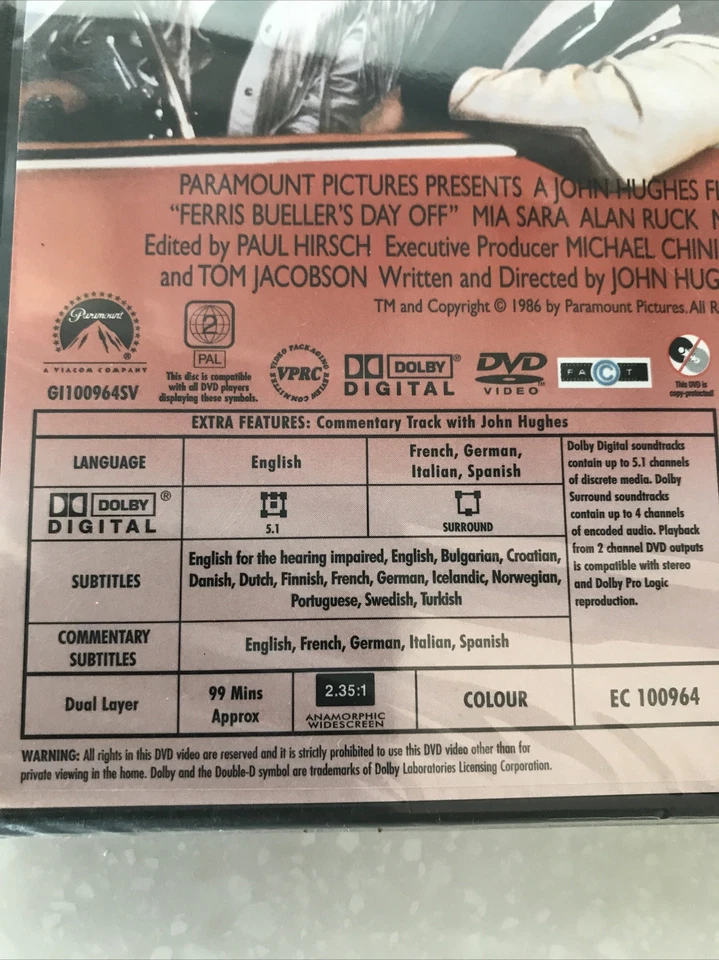 PARAMOUNT PICTURES PRESENTS A JOHN HUGHES
"FERRIS BUELLER'S DAY OFF" MIA SARA ALAN RUCK
Edited by PAUL HIRSCH Executive Producer MICHAEL CHINI
and TOM JACOBSON Written and Directed by JOHN HUG
TM and Copyright © 1986 by Paramount Pictures. All R
Paramount
®
A VIACOM COMPANY
GI100964SV
2
PAL
This disc is compatible
with all DVD players
displaying these symbols.
VIDEO PACKAGING REVIEW COMMITTEE
VPRC
DOLBY®
DIGITAL
DVD
VIDEO™
FACT
This DVD is
copy-protected!
EXTRA FEATURES: Commentary Track with John Hughes
LANGUAGE
English
French, German,
Italian, Spanish
DOLBY®
DIGITAL
5.1
SURROUND
Dolby Digital soundtracks
contain up to 5.1 channels
of discrete media. Dolby
Surround soundtracks
contain up to 4 channels
of encoded audio. Playback
from 2 channel DVD outputs
is compatible with stereo
and Dolby Pro Logic
reproduction.
SUBTITLES
English for the hearing impaired, English, Bulgarian, Croatian,
Danish, Dutch, Finnish, French, German, Icelandic, Norwegian,
Portuguese, Swedish, Turkish
COMMENTARY
SUBTITLES
English, French, German, Italian, Spanish
Dual Layer
99 Mins
Approx
2.35:1
ANAMORPHIC
WIDESCREEN
COLOUR
EC 100964
WARNING: All rights in this DVD video are reserved and it is strictly prohibited to use this DVD video other than for
private viewing in the home. Dolby and the Double-D symbol are trademarks of Dolby Laboratories Licensing Corporation.